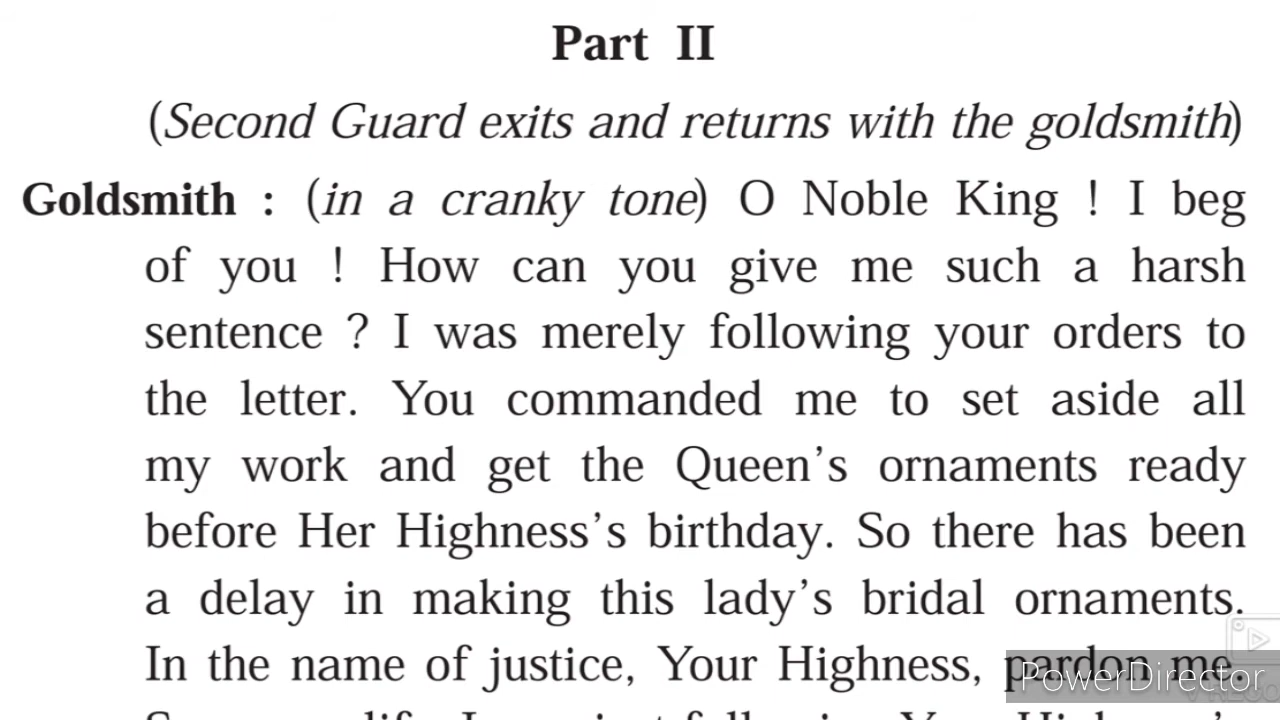 Part II
(Second Guard exits and returns with the goldsmith)
Goldsmith : (in a cranky tone) O Noble King ! I beg
of you ! How can you give me such a harsh
sentence ? I was merely following your orders to
the letter. You commanded me to set aside all
my work and get the Queen's ornaments ready
before Her Highness's birthday. So there has been
a delay in making this lady's bridal ornaments.
In the name of justice, Your Highness, pardon me.
PowerDirector